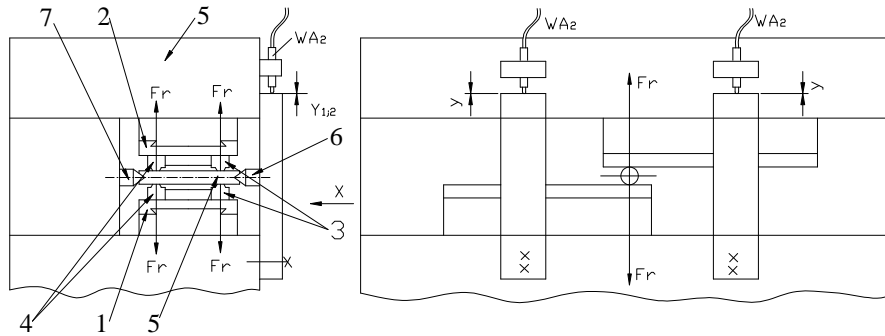 7 2 5 WA2 WA2 WA2
Fr Fr Fr
y y
Y1,2
6
X
3
Fr Fr X Fr
X X
X X
4 1 5